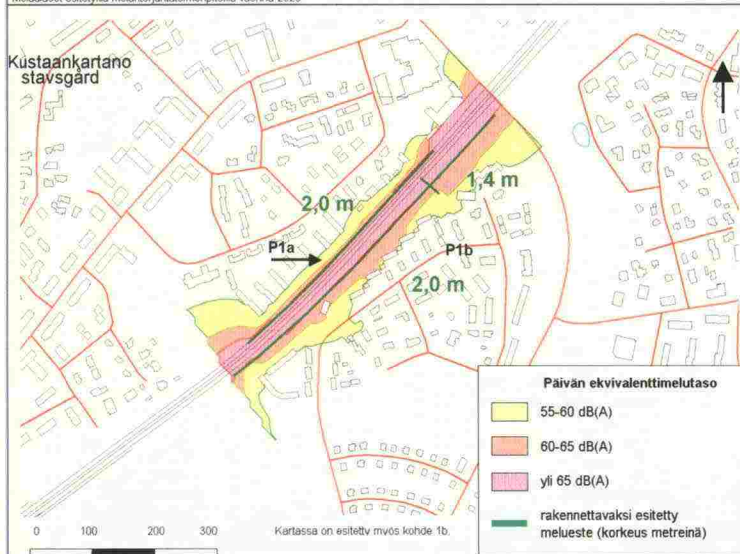 Kustaankartano
stavsgård
2,0 m
1,4 m
P1a
P1b
2,0 m
Päivän ekvivalenttimelutaso
55-60 dB(A)
60-65 dB(A)
yli 65 dB(A)
rakennettavaksi esitetty
melueste (korkeus metreinä)
0 100 200 300
Kartassa on esitetty myös kohde 1b.